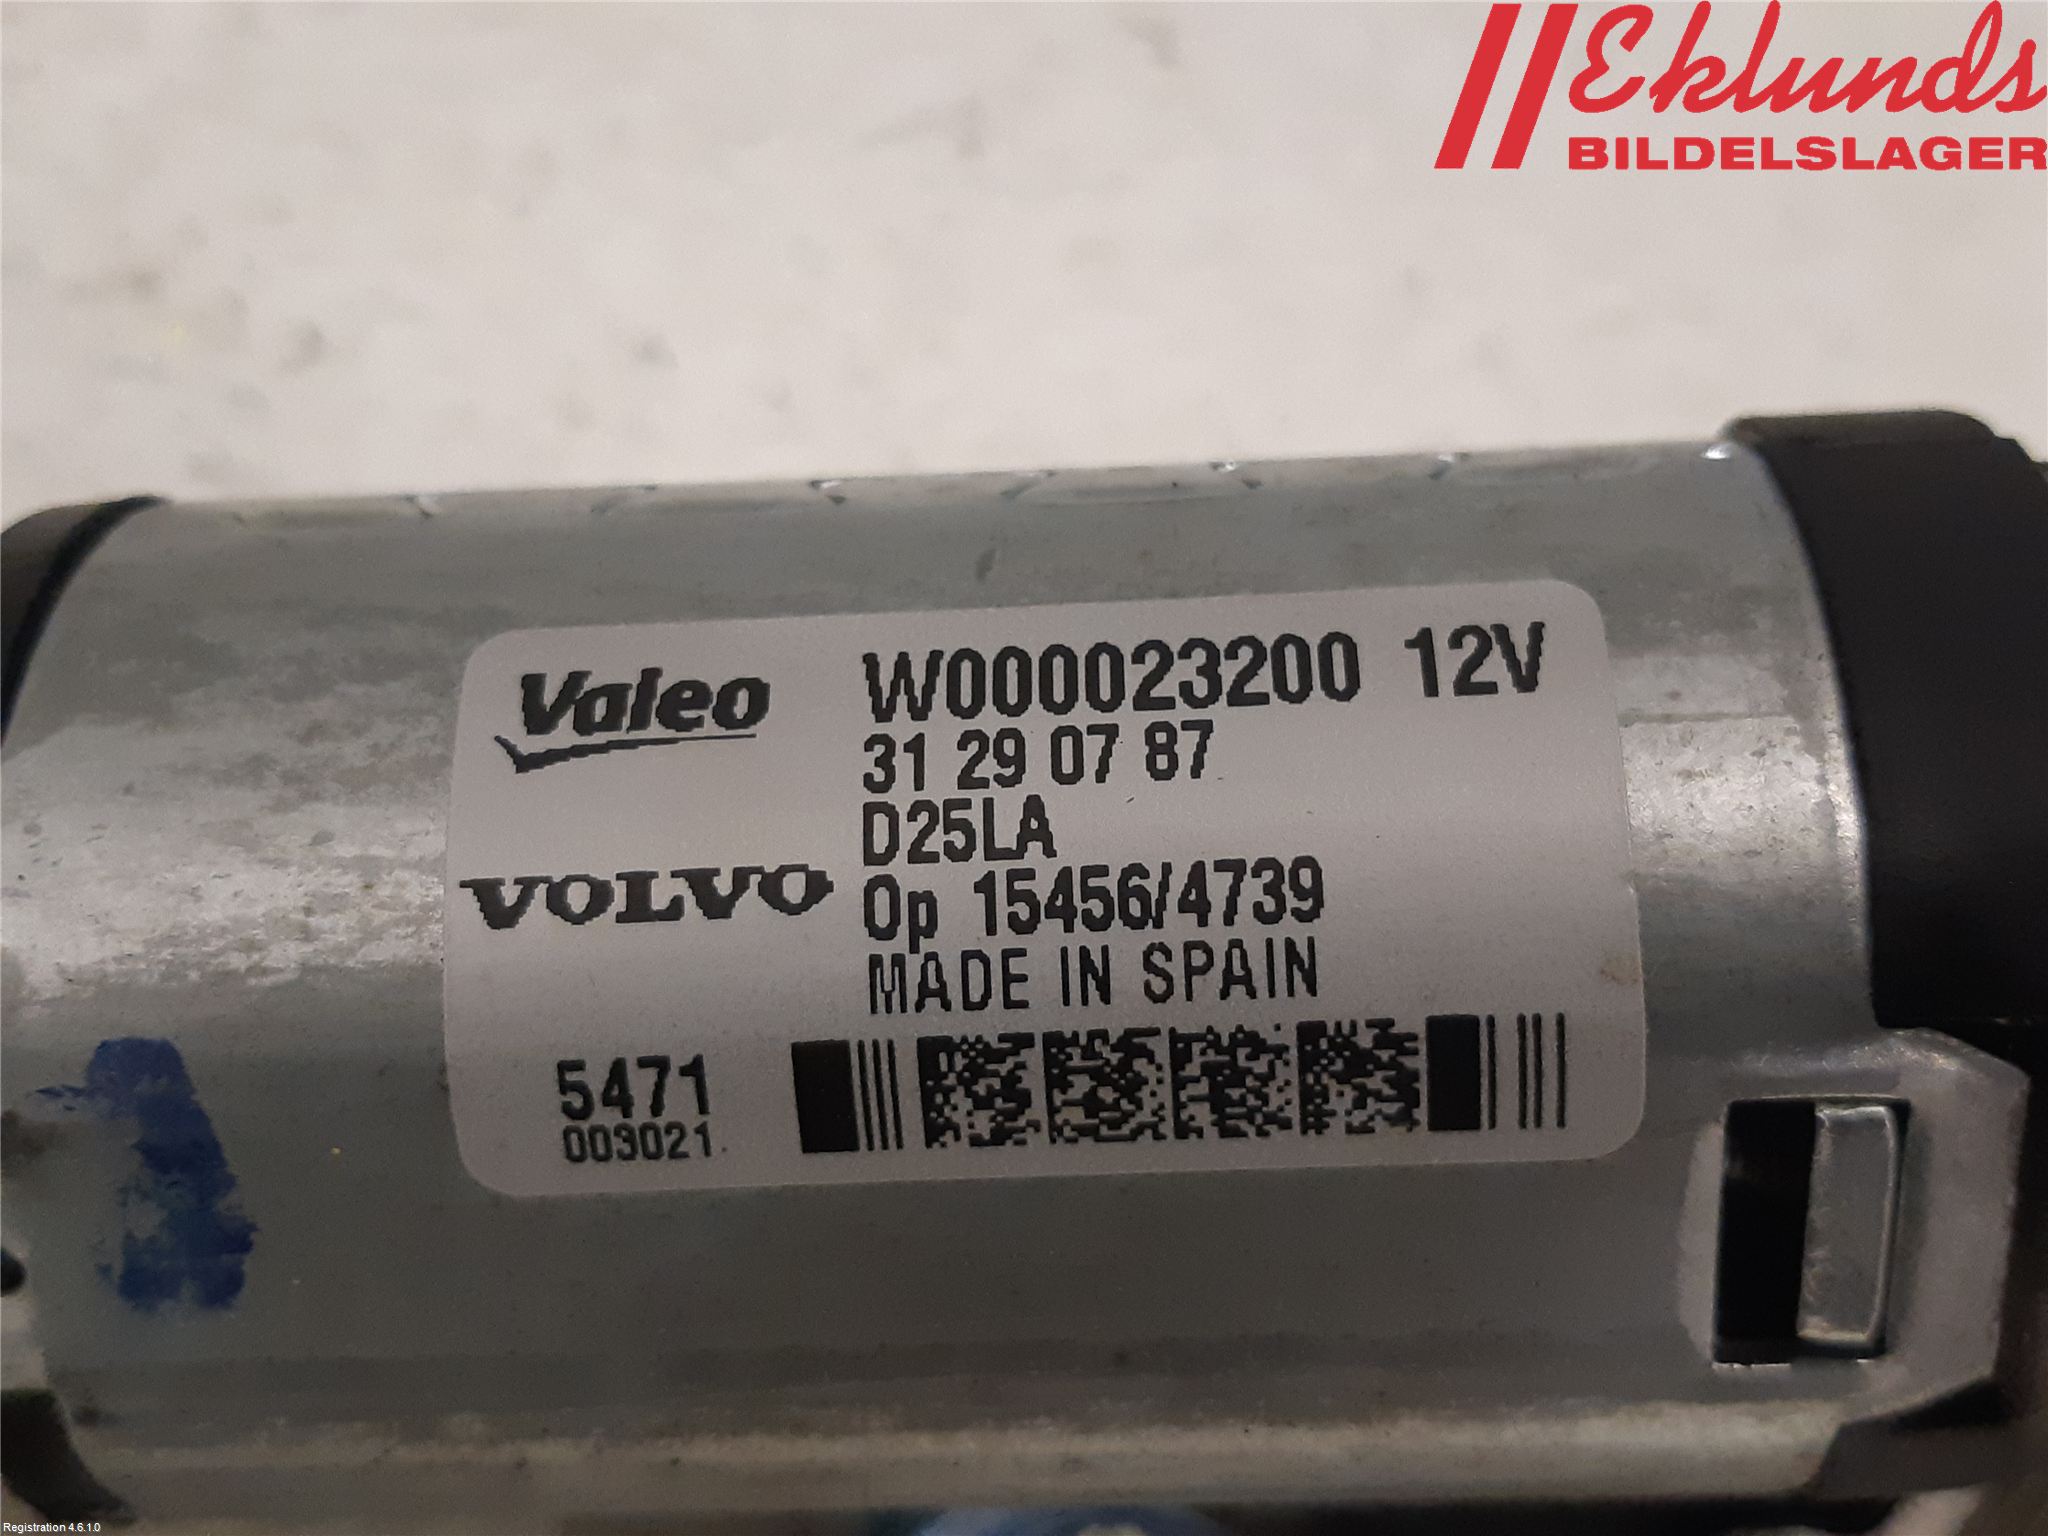 Eklunds
BILDELSLAGER
Valeo
W000023200 12V
31 29 07 87
D25LA
VOLVO
Op 15456/4739
MADE IN SPAIN
5471
003021
Registration 4.6.1.0